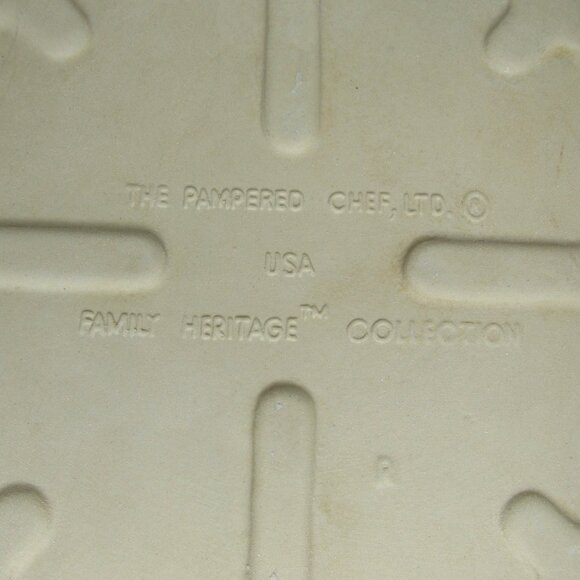 THE PAMPERED CHEF, LTD. ©
USA
FAMILY HERITAGE™ COLLECTION
R